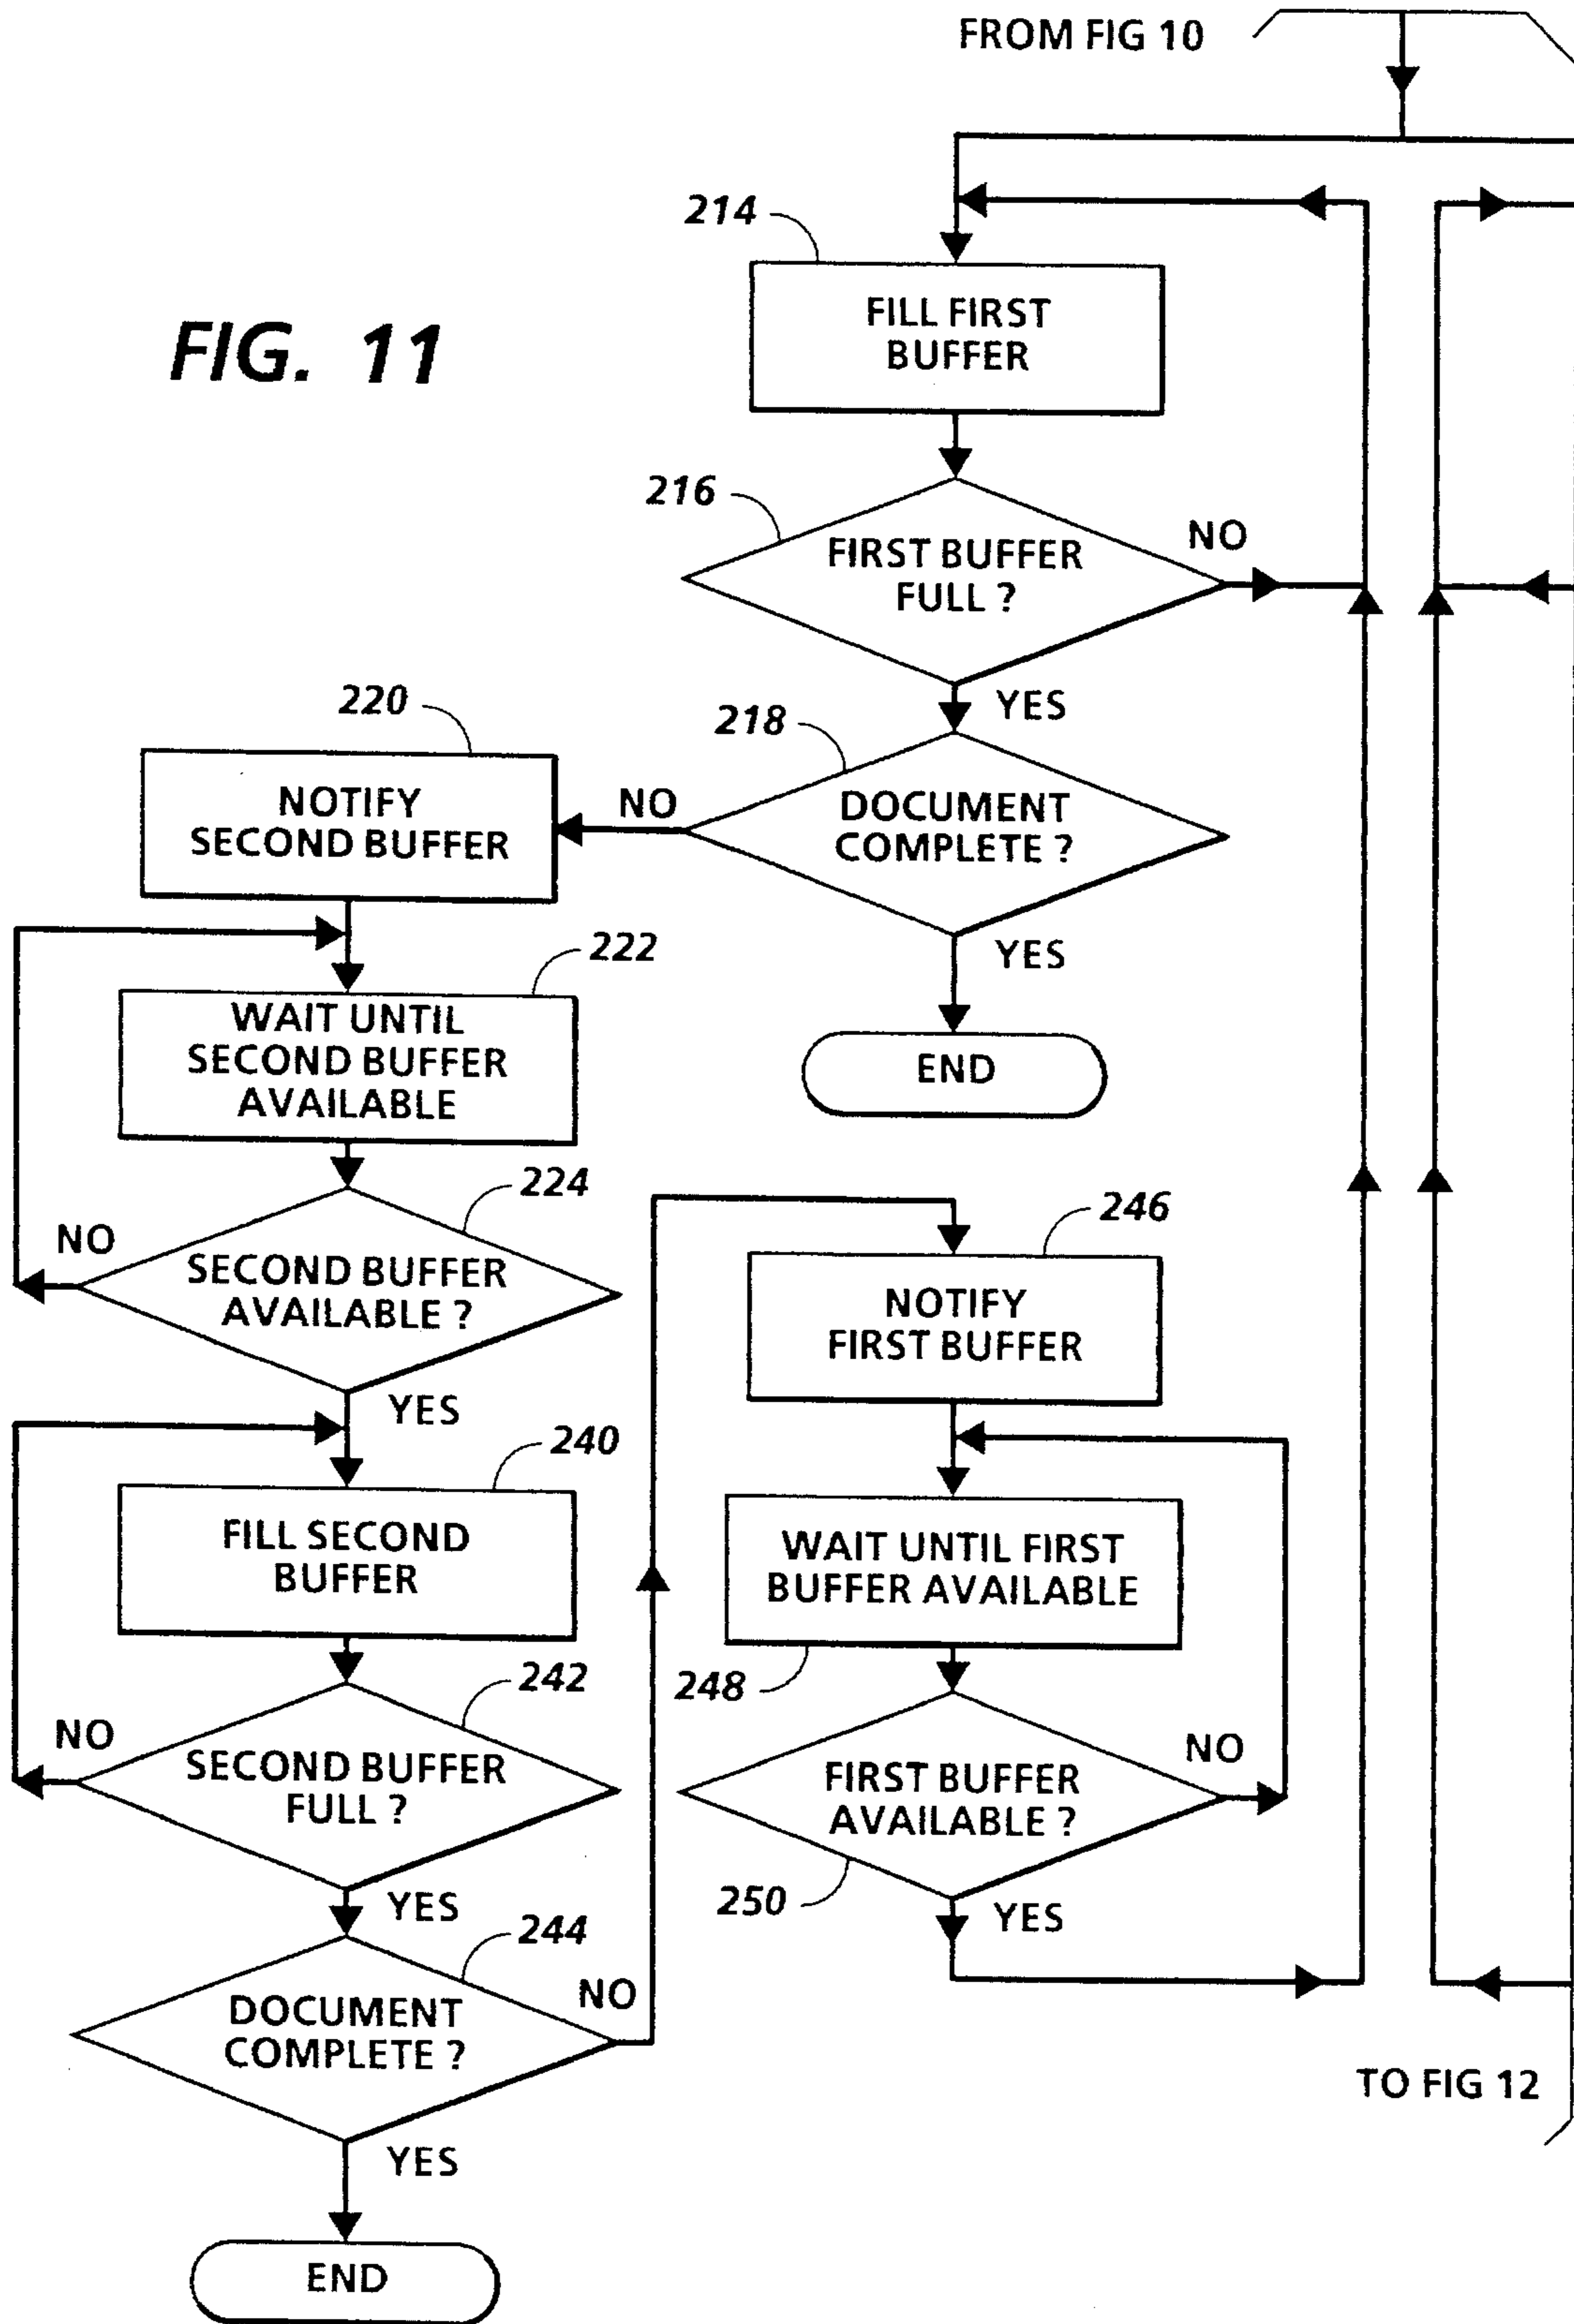 FROM FIG 10
FIG. 11
214
FILL FIRST
BUFFER
216
FIRST BUFFER
FULL ?
NO
YES
218
DOCUMENT
COMPLETE ?
NO
YES
END
220
NOTIFY
SECOND BUFFER
222
WAIT UNTIL
SECOND BUFFER
AVAILABLE
224
SECOND BUFFER
AVAILABLE ?
NO
YES
240
FILL SECOND
BUFFER
242
SECOND BUFFER
FULL ?
NO
YES
244
DOCUMENT
COMPLETE ?
NO
YES
END
246
NOTIFY
FIRST BUFFER
WAIT UNTIL FIRST
BUFFER AVAILABLE
248
FIRST BUFFER
AVAILABLE ?
NO
250
YES
TO FIG 12